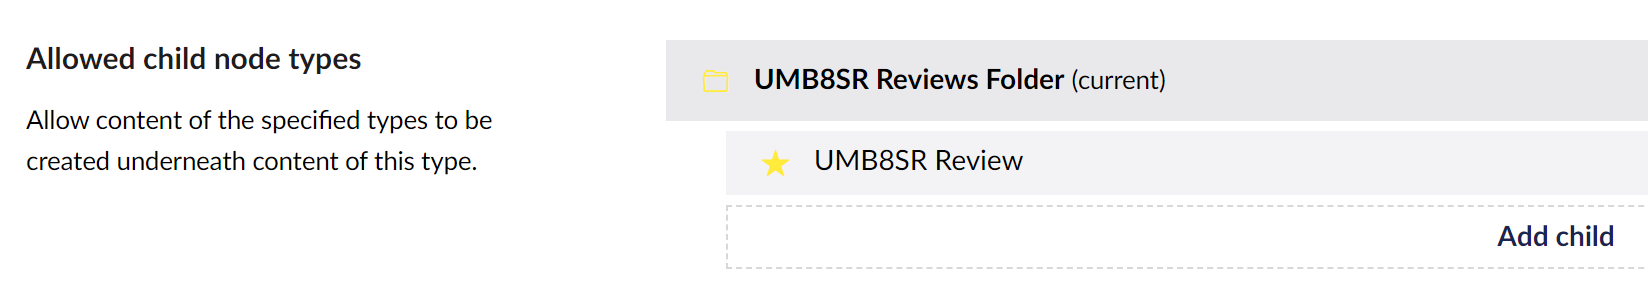 Allowed child node types
Allow content of the specified types to be
created underneath content of this type.
UMB8SR Reviews Folder (current)
UMB8SR Review
Add child